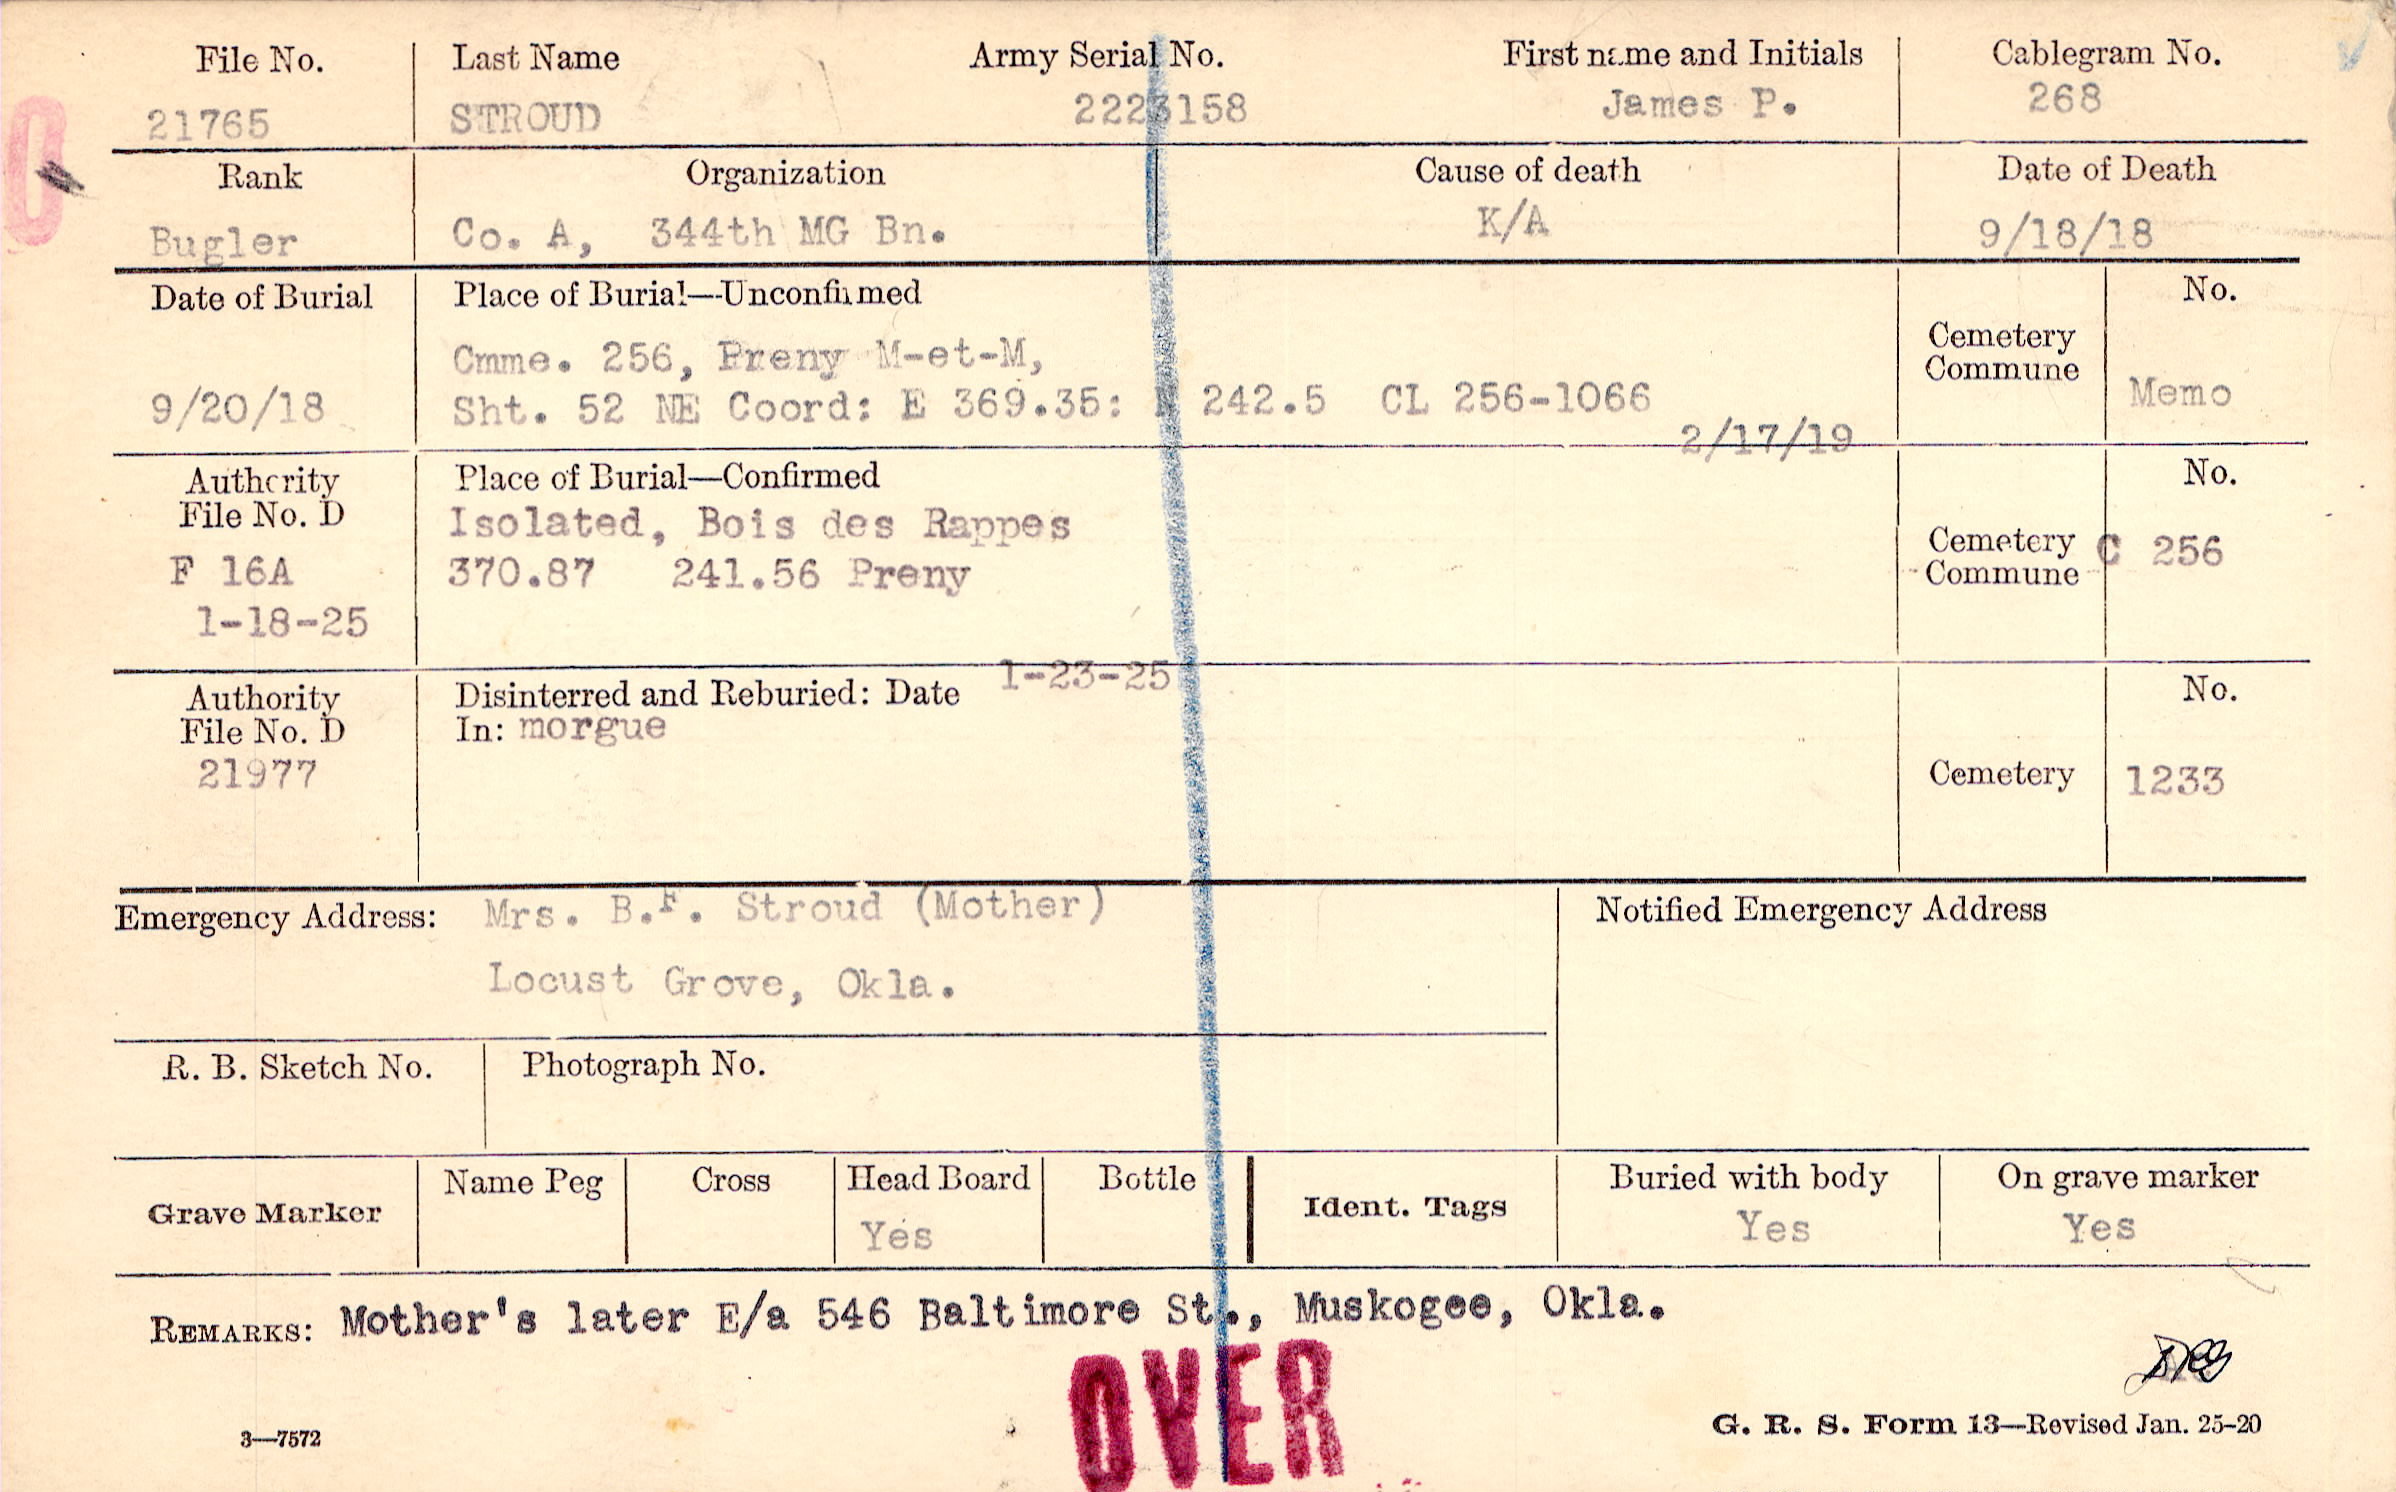 File No. Last Name Army Serial No. First name and Initials Cablegram No.
21765 STROUD 2223158 James P. 268
Rank Organization Cause of death Date of Death
Bugler Co. A, 344th MG Bn. K/A 9/18/18
Date of Burial Place of Burial—Unconfirmed No.
Cemetery
Commune
Cmme. 256, Preny M-et-M,
9/20/18 Sht. 52 NE Coord: E 369.35: N 242.5 CL 256-1066 Memo
2/17/19
Authority Place of Burial—Confirmed No.
File No. D Isolated, Bois des Rappes
Cemetery C 256
Commune
F 16A 370.87 241.56 Preny
1-18-25
Authority Disinterred and Reburied: Date 1-23-25 No.
File No. D In: morgue
21977 Cemetery 1233
Emergency Address: Mrs. B.F. Stroud (Mother) Notified Emergency Address
Locust Grove, Okla.
R. B. Sketch No. Photograph No.
Grave Marker Name Peg Cross Head Board Bottle Ident. Tags Buried with body On grave marker
Yes Yes Yes
REMARKS: Mother's later E/a 546 Baltimore St., Muskogee, Okla.
OVER
3—7572 G. R. S. Form 13—Revised Jan. 25-20